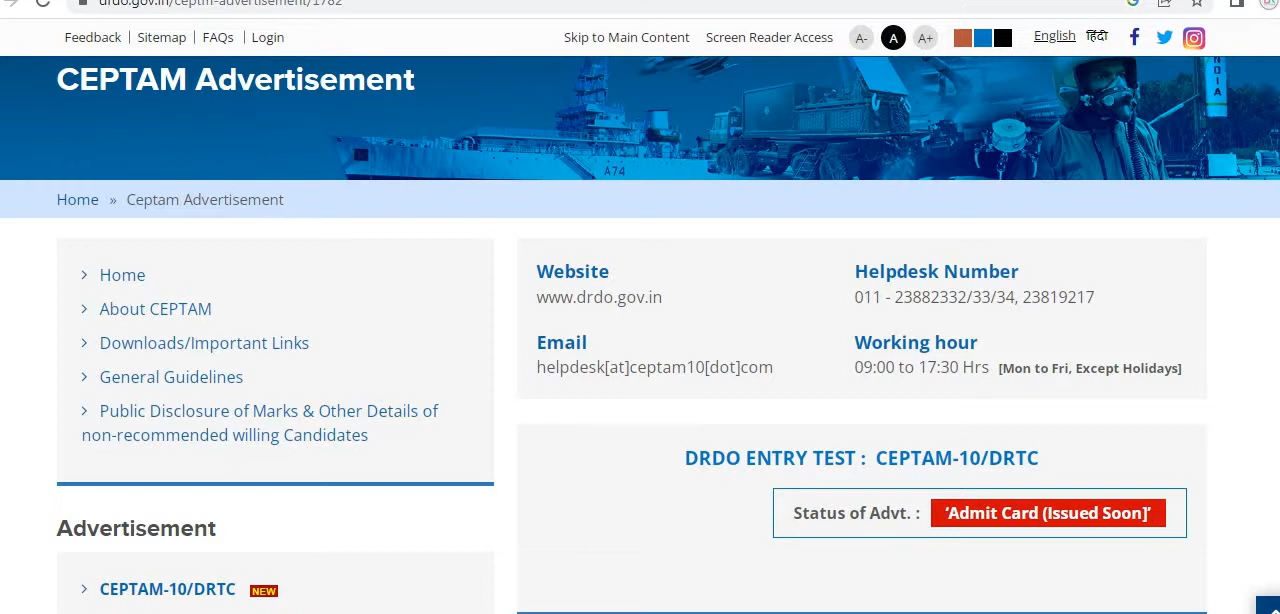 drdo.gov.in/ceptm-advertisement/1782
Feedback | Sitemap | FAQs | Login Skip to Main Content Screen Reader Access A- A A+ English हिंदी
CEPTAM Advertisement
INDIA
A74
Home » Ceptam Advertisement
Home
About CEPTAM
Downloads/Important Links
General Guidelines
Public Disclosure of Marks & Other Details of
non-recommended willing Candidates
Advertisement
CEPTAM-10/DRTC NEW
Website
www.drdo.gov.in
Helpdesk Number
011 - 23882332/33/34, 23819217
Email
helpdesk[at]ceptam10[dot]com
Working hour
09:00 to 17:30 Hrs [Mon to Fri, Except Holidays]
DRDO ENTRY TEST : CEPTAM-10/DRTC
Status of Advt. : ‘Admit Card (Issued Soon]’